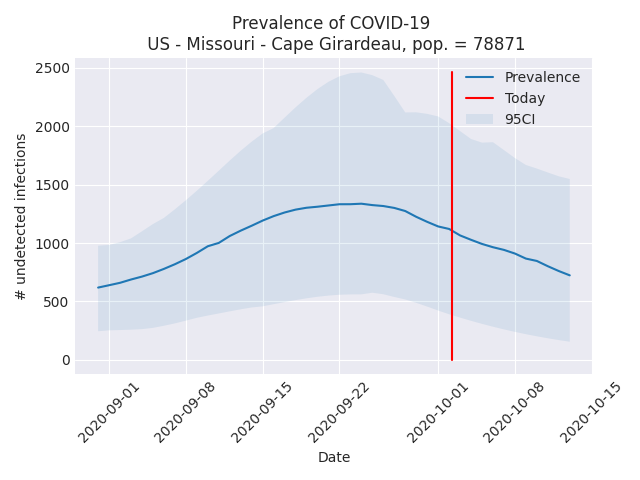 Prevalence of COVID-19
US - Missouri - Cape Girardeau, pop. = 78871
Prevalence
Today
95CI
# undetected infections
2500
2000
1500
1000
500
0
2020-09-01
2020-09-08
2020-09-15
2020-09-22
2020-10-01
2020-10-08
2020-10-15
Date